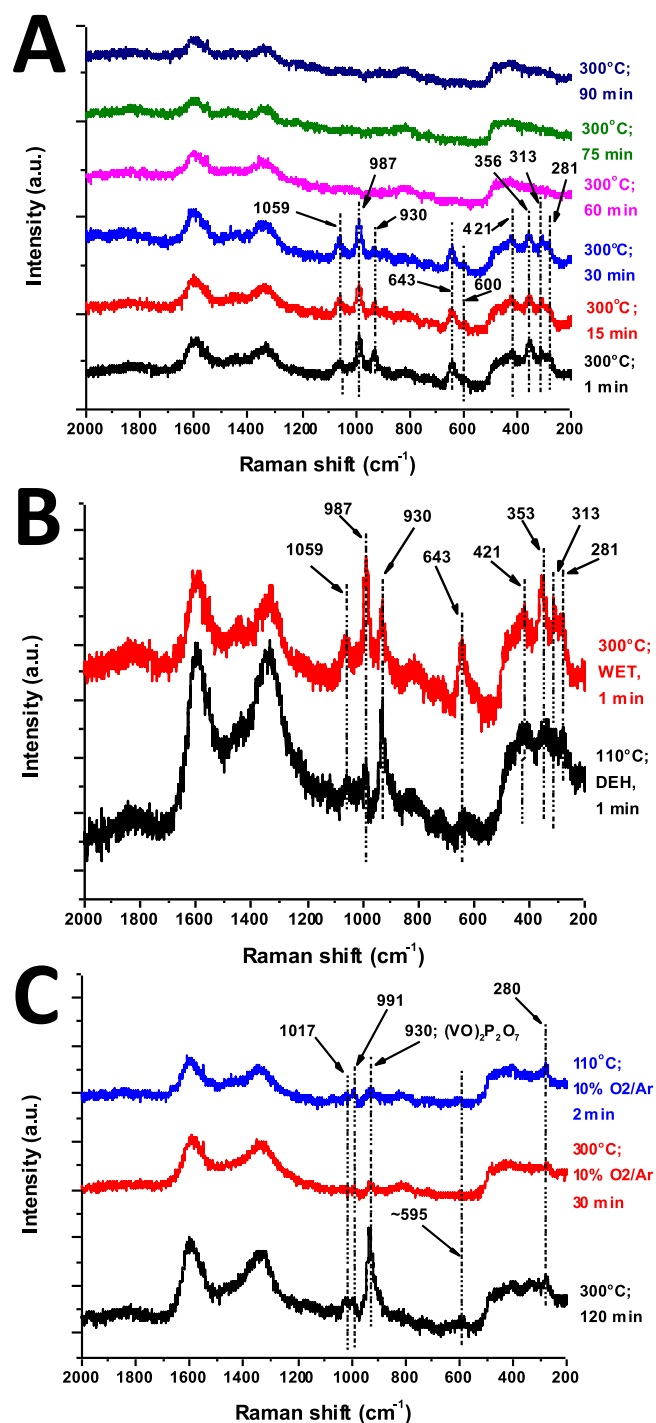 A
300°C;
90 min
300°C;
75 min
300°C;
60 min
300°C;
30 min
300°C;
15 min
300°C;
1 min
1059
987
930
356
313
281
421
643
600
Intensity (a.u.)
2000 1800 1600 1400 1200 1000 800 600 400 200
Raman shift (cm⁻¹)
B
987
930
1059
643
421
353
313
281
300°C;
WET,
1 min
110°C;
DEH,
1 min
Intensity (a.u.)
2000 1800 1600 1400 1200 1000 800 600 400 200
Raman shift (cm⁻¹)
C
1017
991
930; (VO)₂P₂O₇
280
110°C;
10% O2/Ar
2 min
300°C;
10% O2/Ar
30 min
~595
300°C;
120 min
Intensity (a.u.)
2000 1800 1600 1400 1200 1000 800 600 400 200
Raman shift (cm⁻¹)